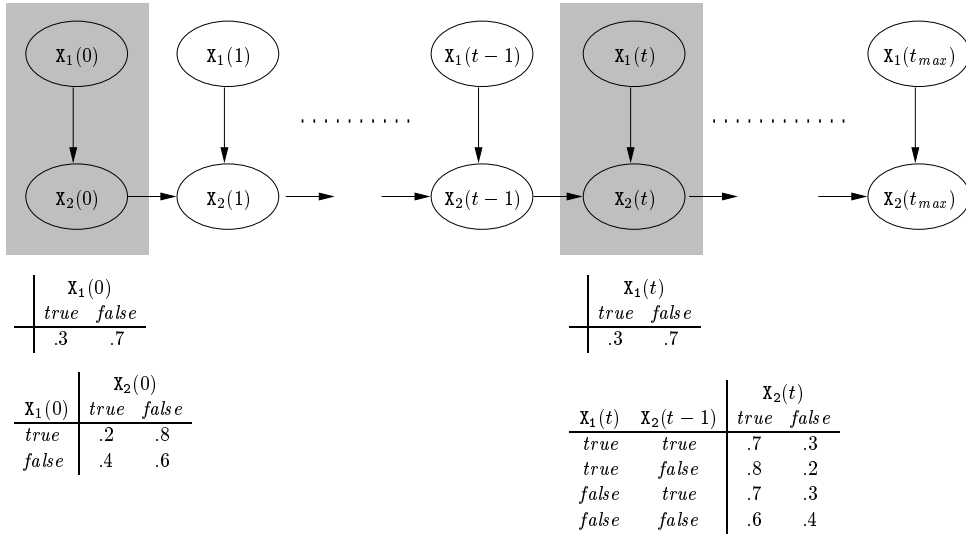 X₁(0) X₁(1) X₁(t − 1) X₁(t) X₁(tₘₐₓ)
X₂(0) X₂(1) X₂(t − 1) X₂(t) X₂(tₘₐₓ)
X₁(0)
true false
.3 .7
X₂(0)
X₁(0) true false
true .2 .8
false .4 .6
X₁(t)
true false
.3 .7
X₂(t)
X₁(t) X₂(t − 1) true false
true true .7 .3
true false .8 .2
false true .7 .3
false false .6 .4